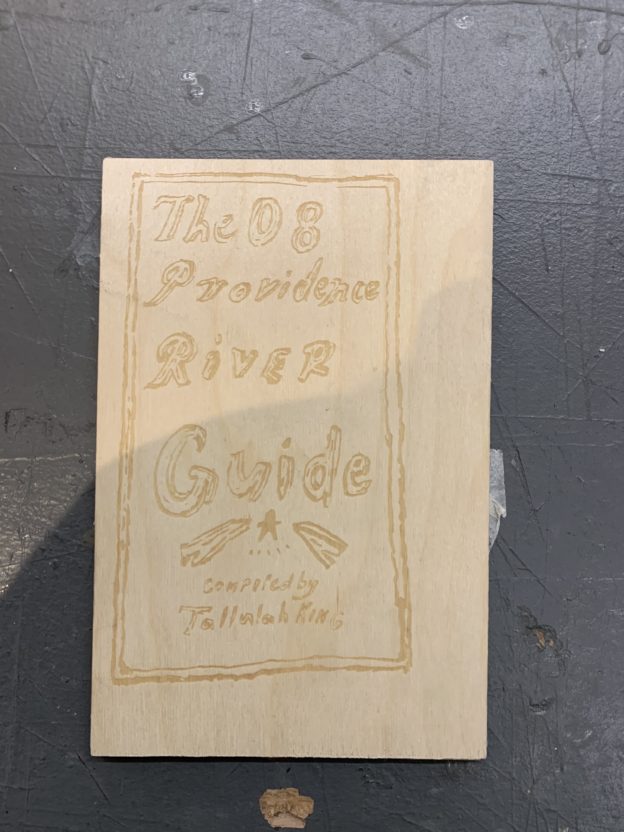 The 08
Providence
RiVER
Guide
compiled by
Tallulah King